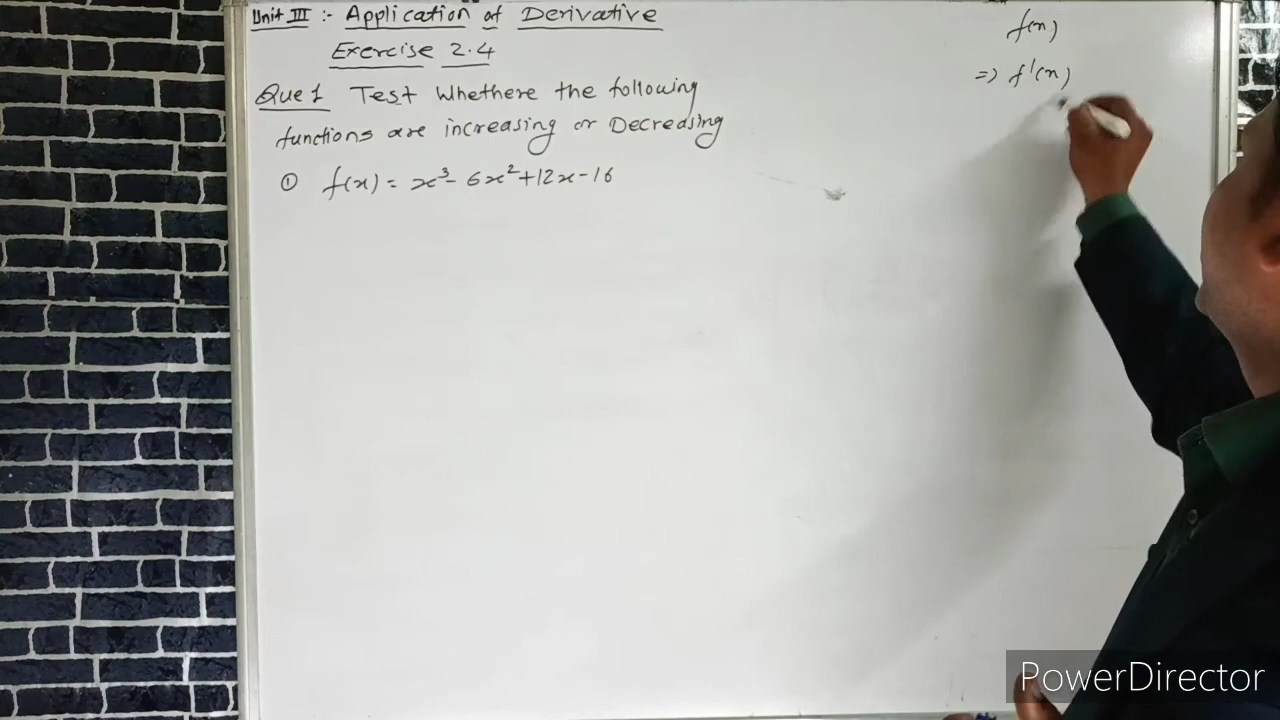 Unit III :- Application of Derivative
Exercise 2.4
Que 1 Test Whethere the following
functions are increasing or Decreasing
① f(x) = x³- 6x²+12x-16
f(x)
=> f'(x)
PowerDirector